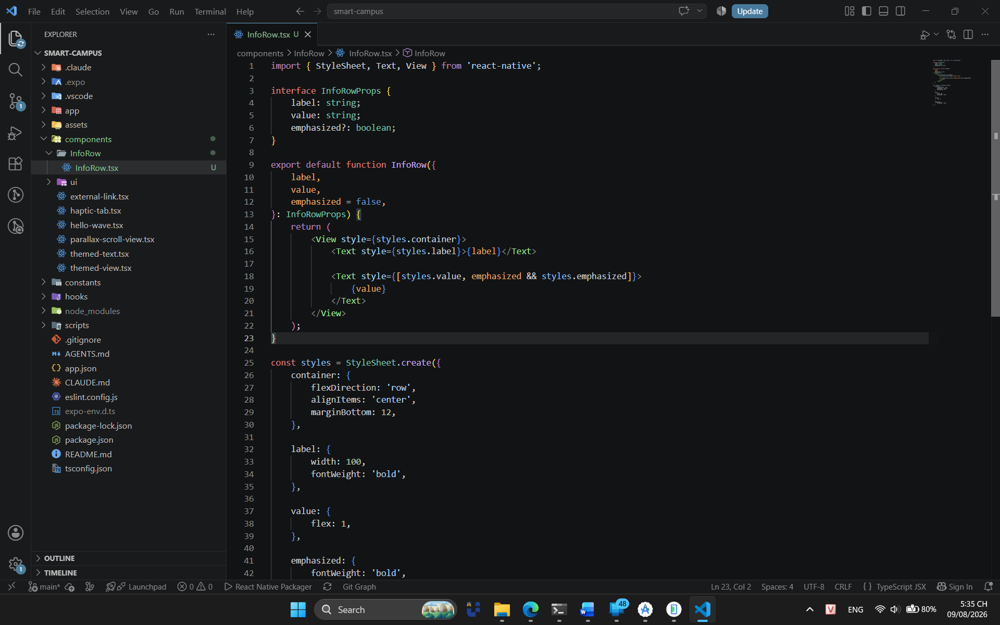 File Edit Selection View Go Run Terminal Help
smart-campus
Update
EXPLORER
InfoRow.tsx U
SMART-CAMPUS
.claude
.expo
.vscode
app
assets
components
InfoRow
InfoRow.tsx U
ui
external-link.tsx
haptic-tab.tsx
hello-wave.tsx
parallax-scroll-view.tsx
themed-text.tsx
themed-view.tsx
constants
hooks
node_modules
scripts
.gitignore
AGENTS.md
app.json
CLAUDE.md
eslint.config.js
expo-env.d.ts
package-lock.json
package.json
README.md
tsconfig.json
OUTLINE
TIMELINE
1
1
components > InfoRow > InfoRow.tsx > InfoRow
1 import { StyleSheet, Text, View } from 'react-native';
2
3 interface InfoRowProps {
4 label: string;
5 value: string;
6 emphasized?: boolean;
7 }
8
9 export default function InfoRow({
10 label,
11 value,
12 emphasized = false,
13 }: InfoRowProps) {
14 return (
15 <View style={styles.container}>
16 <Text style={styles.label}>{label}</Text>
17
18 <Text style={[styles.value, emphasized && styles.emphasized]}>
19 {value}
20 </Text>
21 </View>
22 );
23 }
24
25 const styles = StyleSheet.create({
26 container: {
27 flexDirection: 'row',
28 alignItems: 'center',
29 marginBottom: 12,
30 },
31
32 label: {
33 width: 100,
34 fontWeight: 'bold',
35 },
36
37 value: {
38 flex: 1,
39 },
40
41 emphasized: {
42 fontWeight: 'bold',
main* Launchpad 0 0 React Native Packager Git Graph
Ln 23, Col 2 Spaces: 4 UTF-8 CRLF { } TypeScript JSX Sign In
Search
48
V
ENG
80%
5:35 CH
09/08/2026